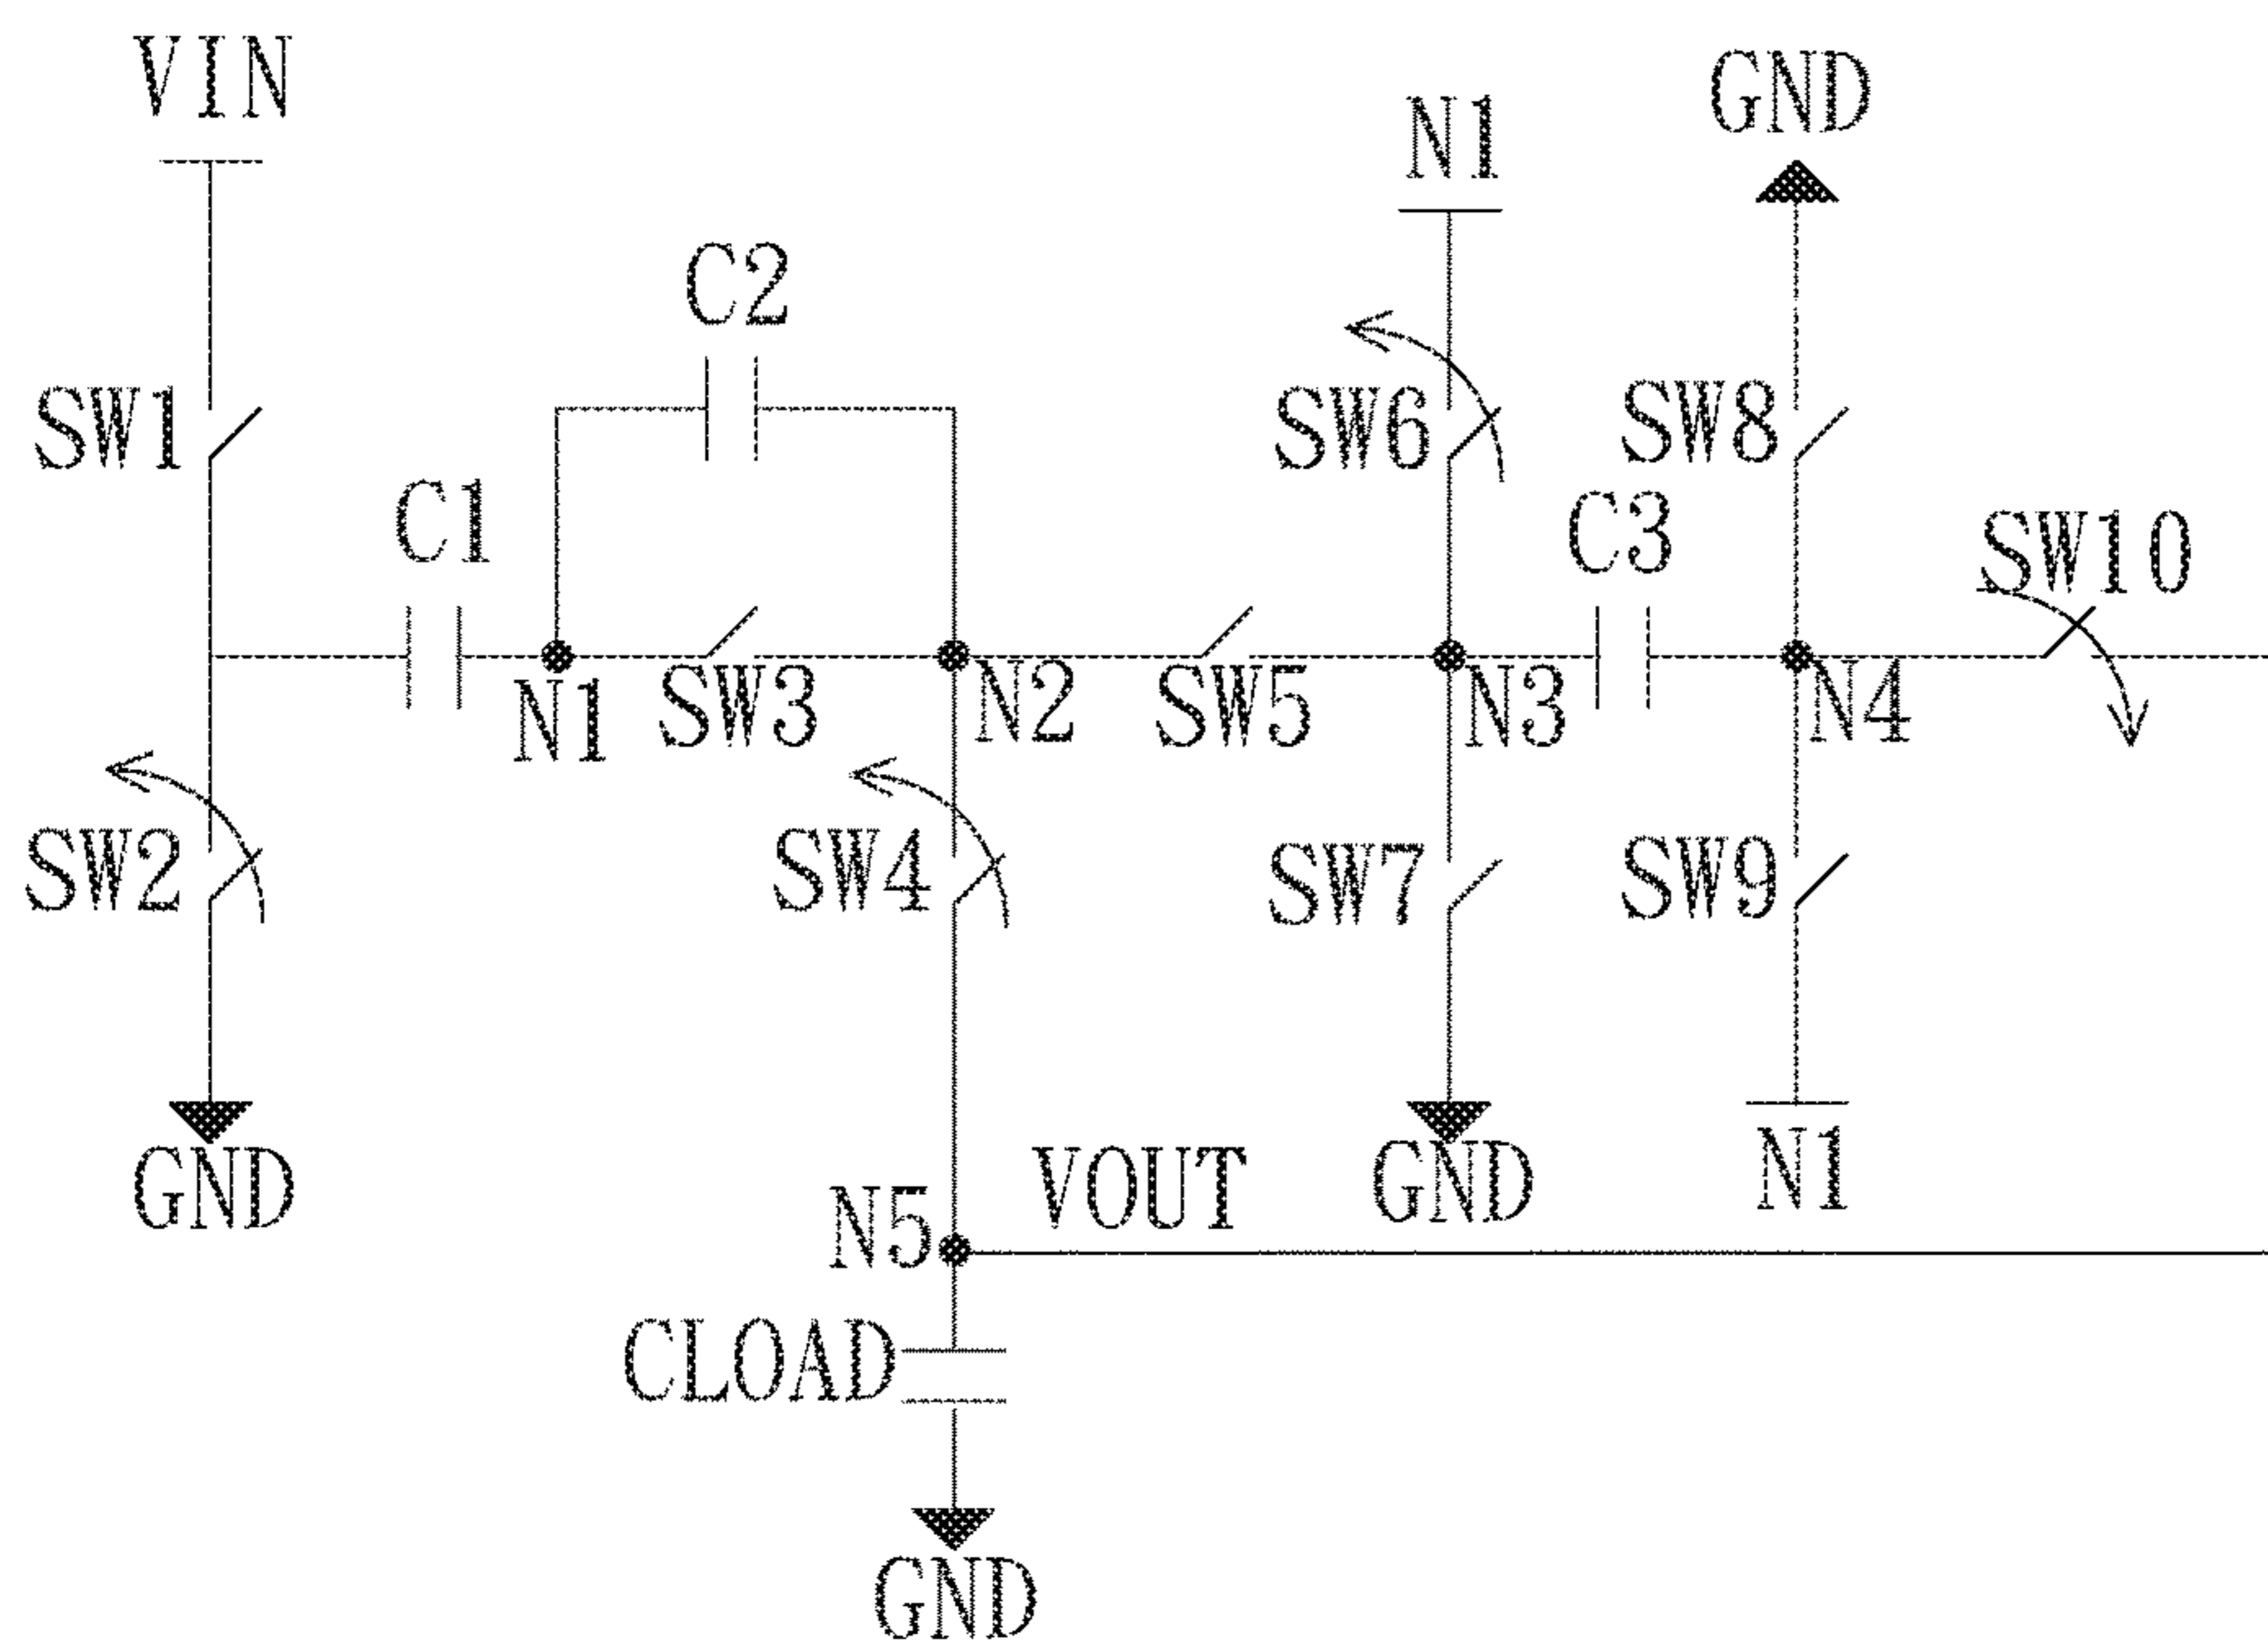 VIN
GND
N1
C2
SW1
SW6
SW8
C1
C3
SW10
N1
SW3
N2
SW5
N3
N4
SW2
SW4
SW7
SW9
GND
N5
VOUT
GND
N1
CLOAD
GND